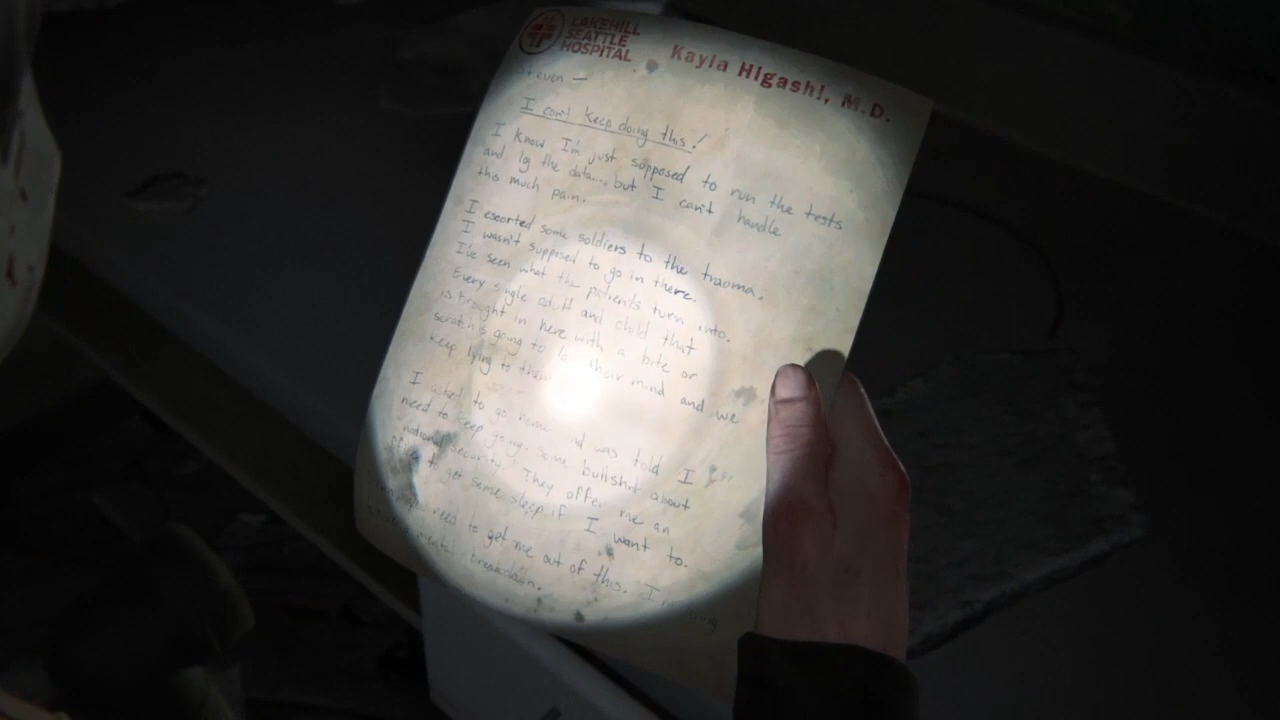 LAKEHILL
SEATTLE
HOSPITAL
Kayla Higashi, M.D.
I can't keep doing this!
I know I'm just supposed to run the tests
and log the data... but I can't handle
this much pain.
I escorted some soldiers to the trauma.
I wasn't supposed to go in there.
I've seen what the patients turn into.
Every single adult and child that
is brought in here with a bite or
scratch is going to lose their mind and we
keep lying to them
I asked to go home and was told I
need to keep going. Some bullshit about
"national security." They offer me an
office to get some sleep if I want to.
need to get me out of this. I'm
mental breakdown.